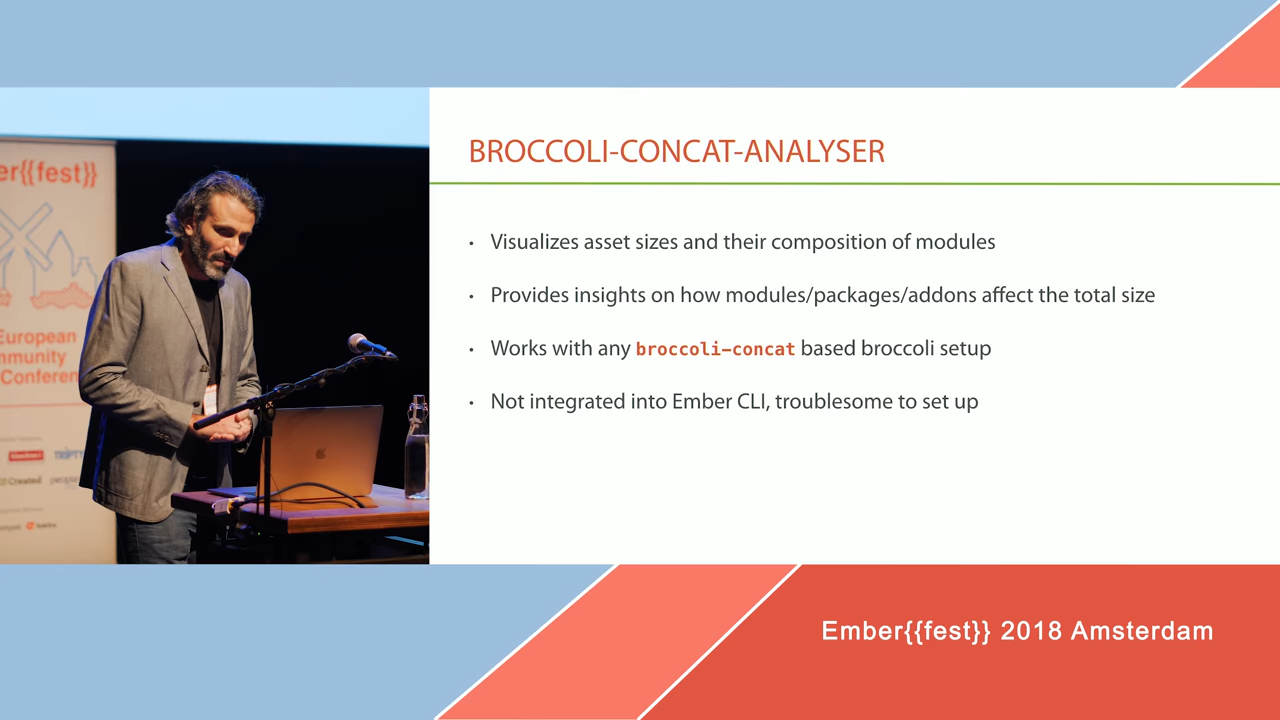 BROCCOLI-CONCAT-ANALYSER
• Visualizes asset sizes and their composition of modules
• Provides insights on how modules/packages/addons affect the total size
• Works with any broccoli-concat based broccoli setup
• Not integrated into Ember CLI, troublesome to set up
Ember{{fest}} 2018 Amsterdam
er{{fest}}
European
mmunity
Conferen
Created